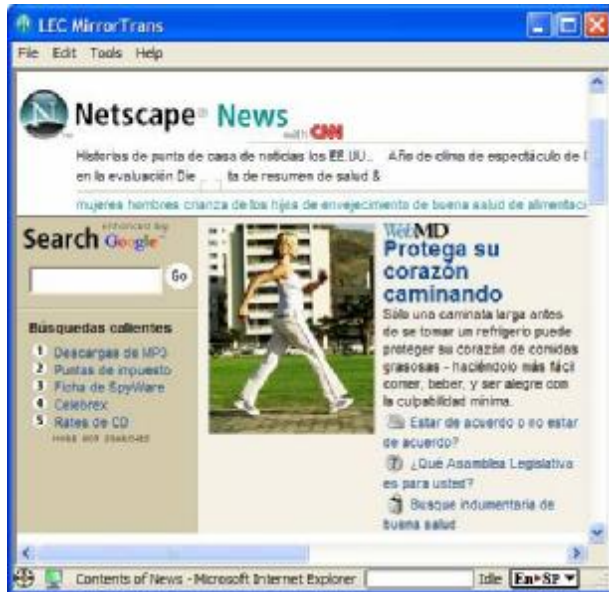 LEC MirrorTrans
File Edit Tools Help
Netscape® News
with CNN
Historias de punta de casa de noticias los EE.UU. Año de clima de espectáculo de
en la evaluación Die ta de resumen de salud &
mujeres hombres crianza de los hijos de envejecimento de buena salud de alimentaci
Search enhanced by Google™
Go
Búsquedas calientes
1 Descargas de MP3
2 Puntas de impuesto
3 Ficha de SpyWare
4 Celebrex
5 Rates de CD
WebMD
Protega su
corazón
caminando
Sólo una caminata larga antes
de se tomar un refrigerio puede
proteger su corazón de comidas
grasosas - haciéndolo más fácil
comer, beber, y ser alegre con
la culpabilidad mínima.
Estar de acuerdo o no estar
de acuerdo?
¿Qué Asamblea Legislativa
es para usted?
Busque indumentaria de
buena salud
Contents of News - Microsoft Internet Explorer
Idle En▸SP